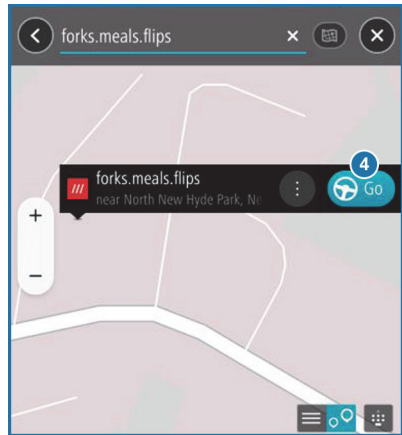 forks.meals.flips
forks.meals.flips
near North New Hyde Park, Ne
4
Go
+
−